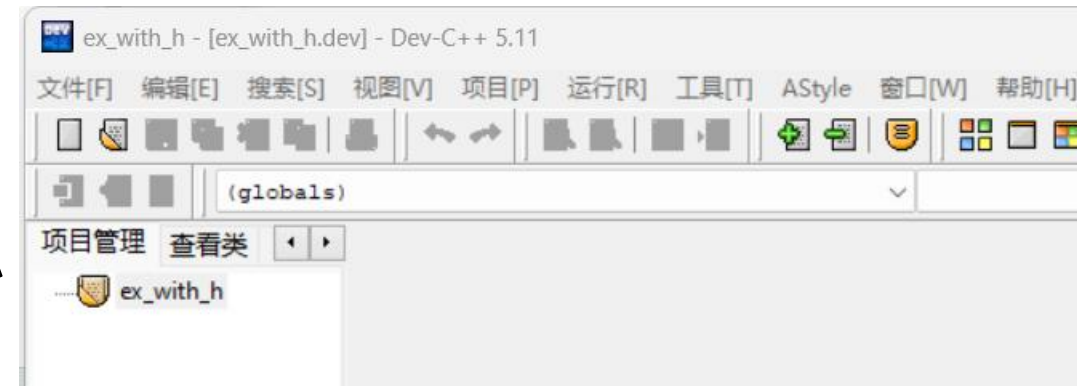 ex_with_h - [ex_with_h.dev] - Dev-C++ 5.11
文件[F] 编辑[E] 搜索[S] 视图[V] 项目[P] 运行[R] 工具[T] AStyle 窗口[W] 帮助[H]
(globals)
项目管理 查看类
ex_with_h